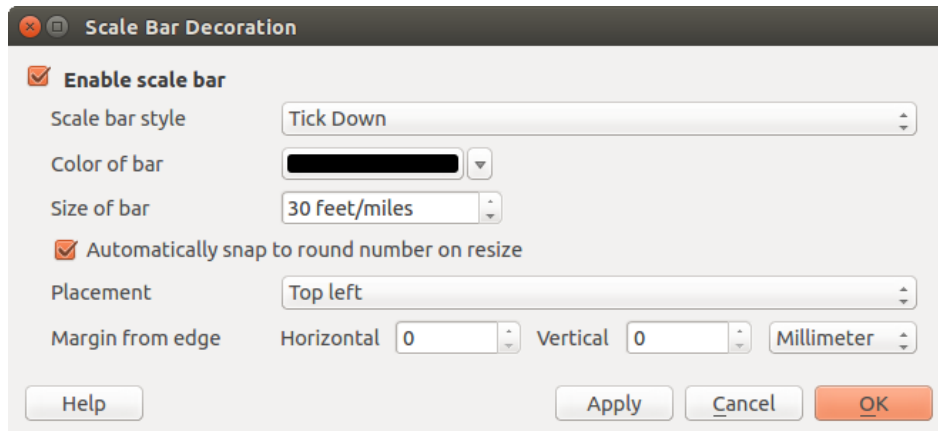 Scale Bar Decoration
Enable scale bar
Scale bar style Tick Down
Color of bar
Size of bar 30 feet/miles
Automatically snap to round number on resize
Placement Top left
Margin from edge Horizontal 0 Vertical 0 Millimeter
Help Apply Cancel OK